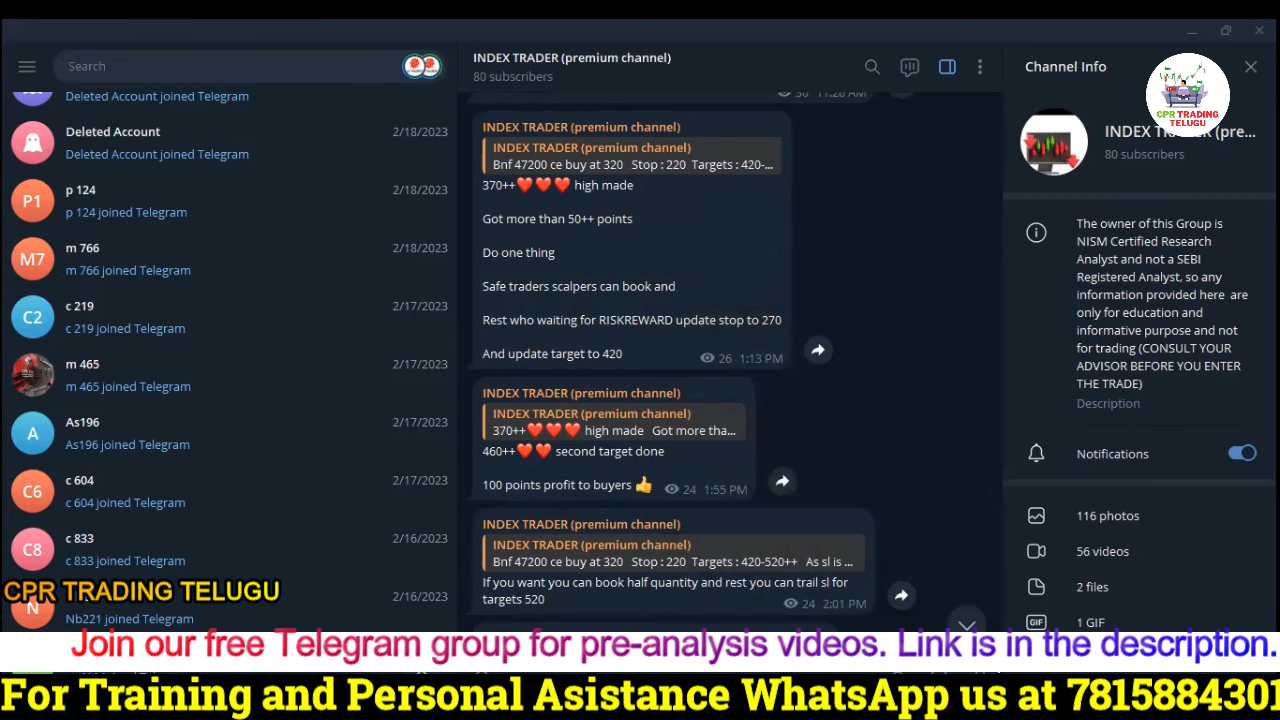 Search
Deleted Account joined Telegram
Deleted Account
2/18/2023
Deleted Account joined Telegram
P1
p 124
2/18/2023
p 124 joined Telegram
M7
m 766
2/18/2023
m 766 joined Telegram
C2
c 219
2/17/2023
c 219 joined Telegram
m 465
2/17/2023
m 465 joined Telegram
A
As196
2/17/2023
As196 joined Telegram
C6
c 604
2/17/2023
c 604 joined Telegram
C8
c 833
2/16/2023
c 833 joined Telegram
N
2/16/2023
Nb221 joined Telegram
CPR TRADING TELUGU
INDEX TRADER (premium channel)
80 subscribers
11:26 AM
INDEX TRADER (premium channel)
INDEX TRADER (premium channel)
Bnf 47200 ce buy at 320 Stop : 220 Targets : 420-...
370++❤️❤️❤️ high made
Got more than 50++ points
Do one thing
Safe traders scalpers can book and
Rest who waiting for RISKREWARD update stop to 270
And update target to 420
26 1:13 PM
INDEX TRADER (premium channel)
INDEX TRADER (premium channel)
370++❤️❤️❤️ high made Got more tha...
460++❤️❤️ second target done
100 points profit to buyers 👍
24 1:55 PM
INDEX TRADER (premium channel)
INDEX TRADER (premium channel)
Bnf 47200 ce buy at 320 Stop : 220 Targets : 420-520++ As sl is ...
If you want you can book half quantity and rest you can trail sl for
targets 520
24 2:01 PM
Channel Info
CPR TRADING
TELUGU
INDEX (pre...
80 subscribers
The owner of this Group is
NISM Certified Research
Analyst and not a SEBI
Registered Analyst, so any
information provided here are
only for education and
informative purpose and not
for trading (CONSULT YOUR
ADVISOR BEFORE YOU ENTER
THE TRADE)
Description
Notifications
116 photos
56 videos
2 files
GIF
1 GIF
Join our free Telegram group for pre-analysis videos. Link is in the description.
For Training and Personal Asistance WhatsApp us at 7815884301